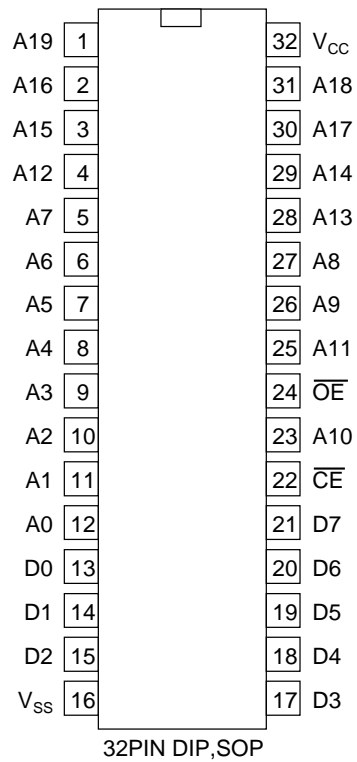 A19 1 32 VCC
A16 2 31 A18
A15 3 30 A17
A12 4 29 A14
A7 5 28 A13
A6 6 27 A8
A5 7 26 A9
A4 8 25 A11
A3 9 24 O̅E̅
A2 10 23 A10
A1 11 22 C̅E̅
A0 12 21 D7
D0 13 20 D6
D1 14 19 D5
D2 15 18 D4
VSS 16 17 D3
32PIN DIP,SOP